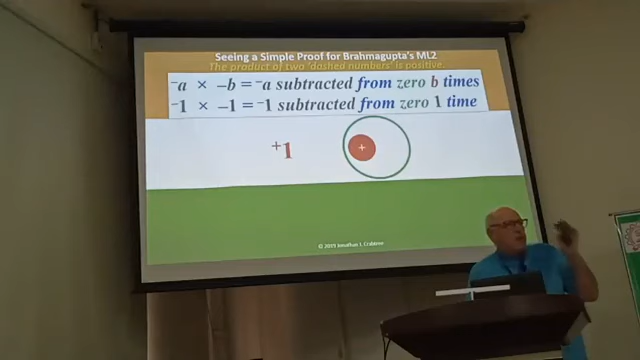 Seeing a Simple Proof for Brahmagupta's ML2
The product of two 'dashed numbers' is positive.
⁻a × –b = ⁻a subtracted from zero b times
⁻1 × –1 = ⁻1 subtracted from zero 1 time
⁺1 +
© 2019 Jonathan J. Crabtree